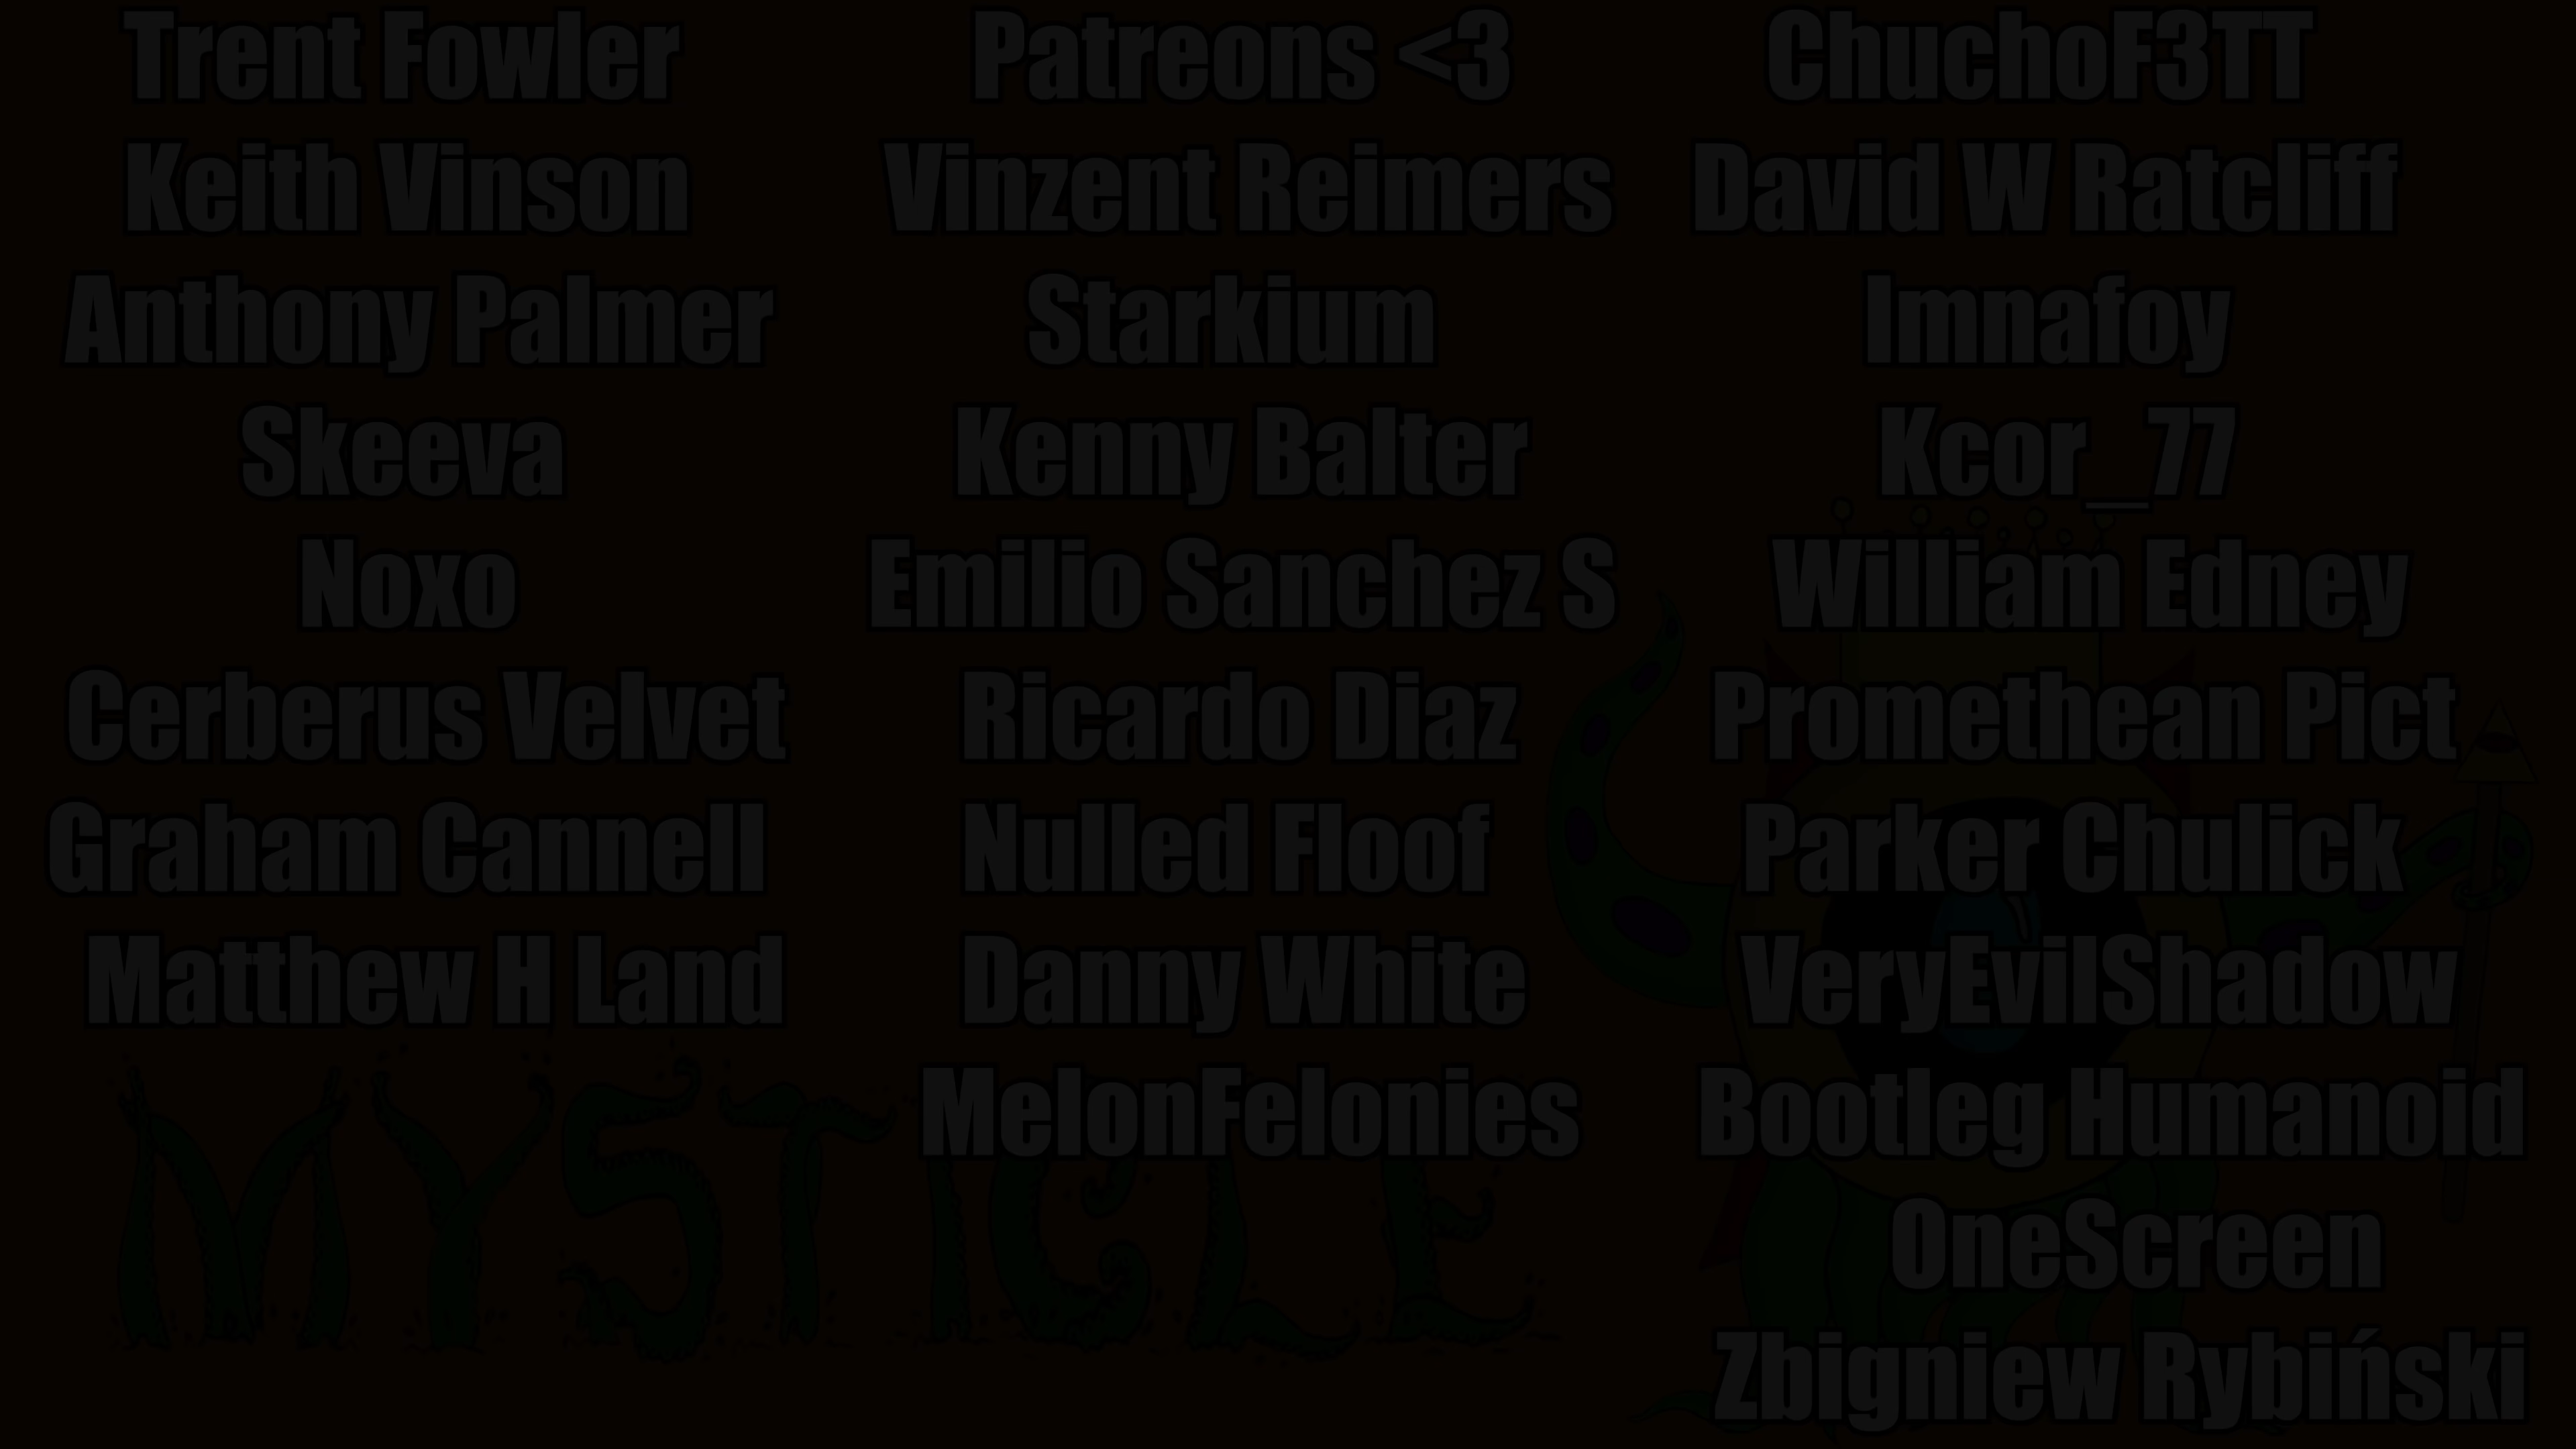 Trent Fowler
Keith Vinson
Anthony Palmer
Skeeva
Noxo
Cerberus Velvet
Graham Cannell
Matthew H Land
Patreons <3
Vinzent Reimers
Starkium
Kenny Balter
Emilio Sanchez S
Ricardo Diaz
Nulled Floof
Danny White
MelonFelonies
ChuchoF3TT
David W Ratcliff
Imnafoy
Kcor__77
William Edney
Promethean Pict
Parker Chulick
VeryEvilShadow
Bootleg Humanoid
OneScreen
Zbigniew Rybiński
MYSTICLE